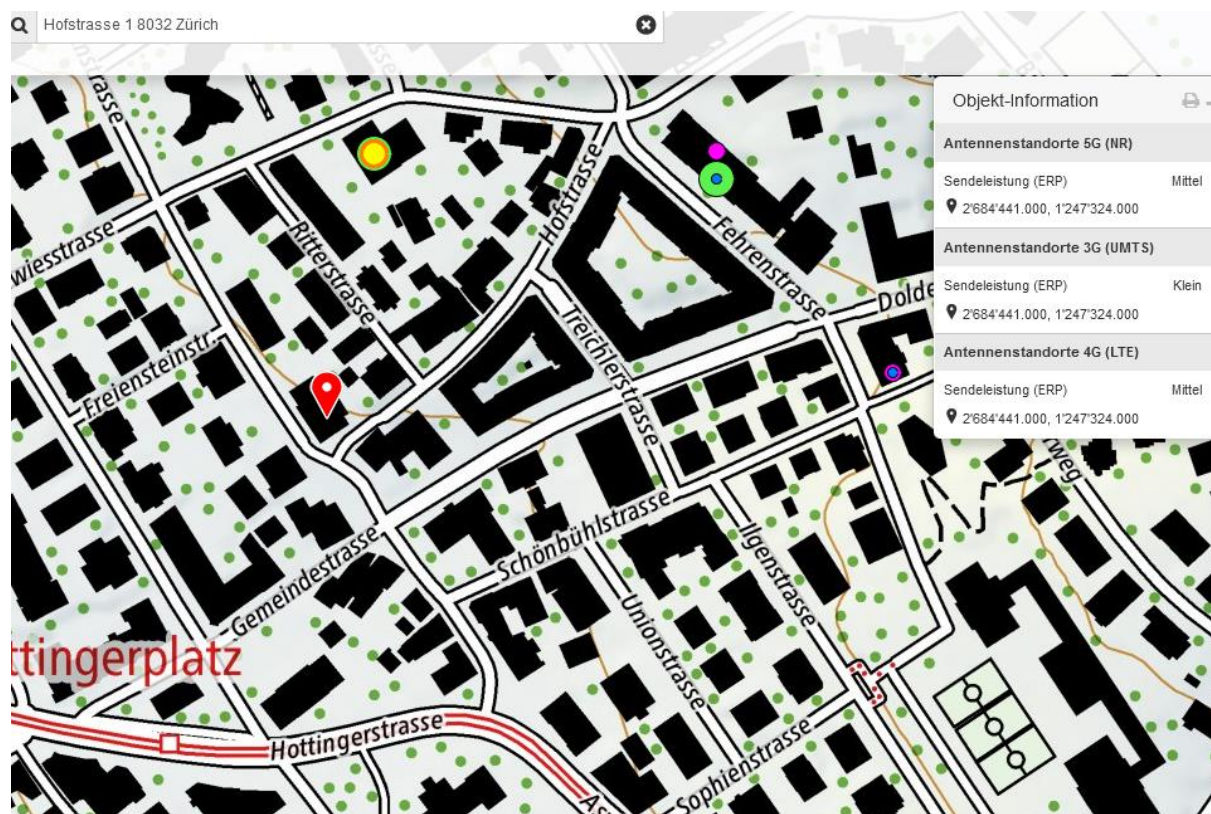 Hofstrasse 1 8032 Zürich
Objekt-Information
Antennenstandorte 5G (NR)
Sendeleistung (ERP) Mittel
2'684'441.000, 1'247'324.000
Antennenstandorte 3G (UMTS)
Sendeleistung (ERP) Klein
2'684'441.000, 1'247'324.000
Antennenstandorte 4G (LTE)
Sendeleistung (ERP) Mittel
2'684'441.000, 1'247'324.000
nstrasse
Hofstrasse
wiesstrasse
Ritterstrasse
Fehrenstrasse
Dolde
Freiensteinstr.
Treichlerstrasse
rweg
Schönbühlstrasse
Ilgenstrasse
Gemeindestrasse
Unionstrasse
ttingerplatz
Hottingerstrasse
Sophienstrasse
As